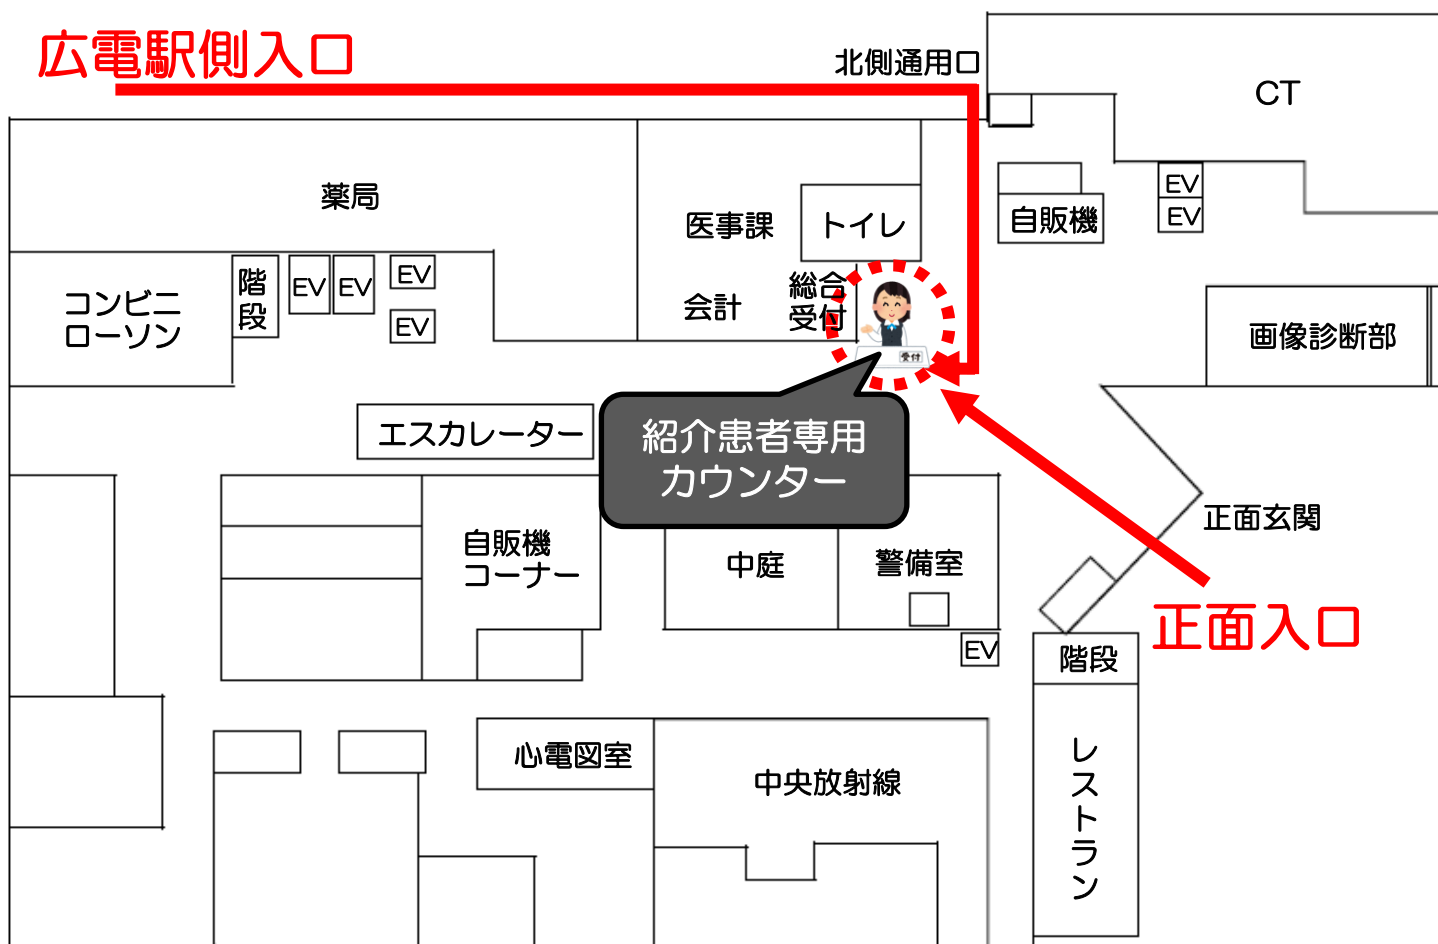 広電駅側入口
北側通用口
CT
薬局
医事課
トイレ
自販機
EV
EV
コンビニ
ローソン
階
段
EV
EV
EV
EV
会計
総合
受付
受付
画像診断部
エスカレーター
紹介患者専用
カウンター
正面玄関
自販機
コーナー
中庭
警備室
正面入口
EV
階段
心電図室
中央放射線
レストラン